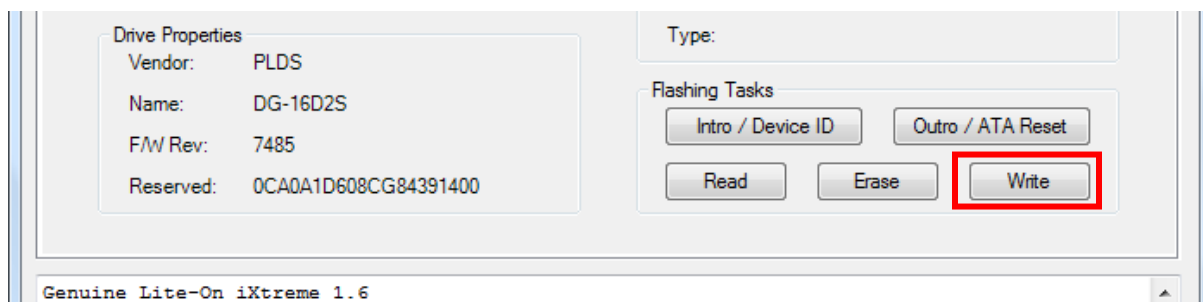 Drive Properties
Vendor: PLDS
Name: DG-16D2S
F/W Rev: 7485
Reserved: 0CA0A1D608CG84391400
Type:
Flashing Tasks
Intro / Device ID
Outro / ATA Reset
Read
Erase
Write
Genuine Lite-On iXtreme 1.6